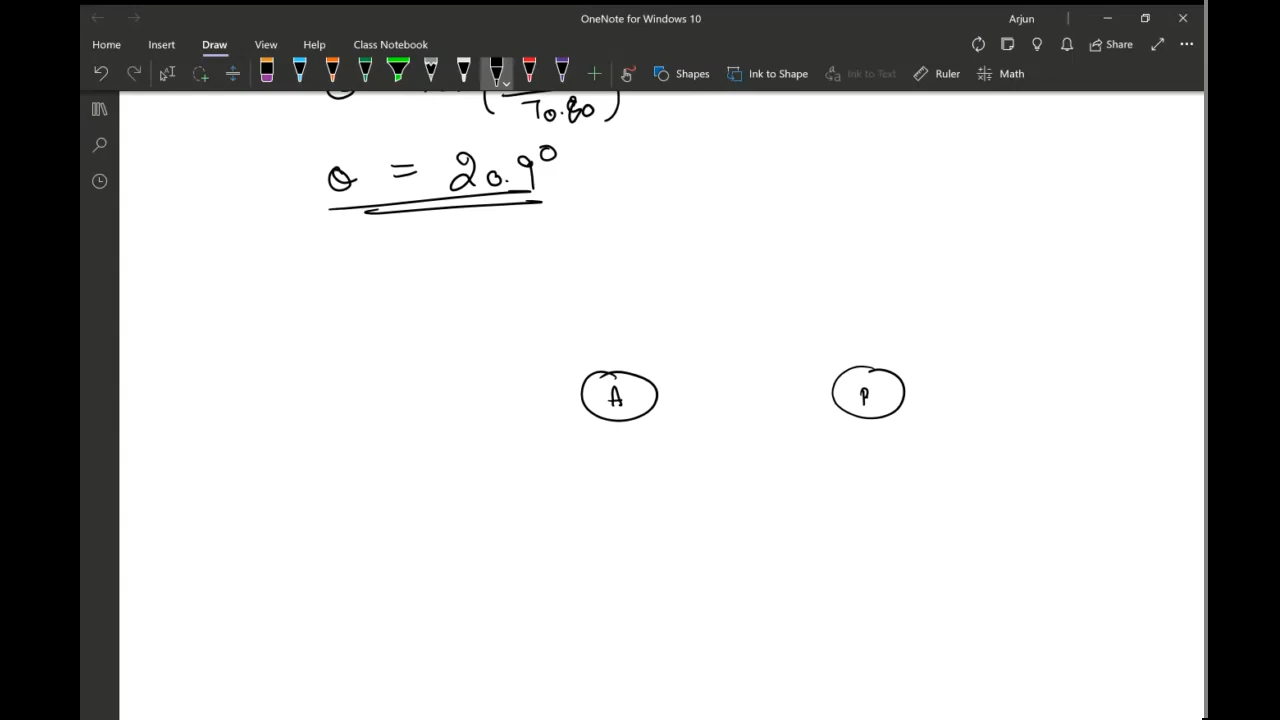 OneNote for Windows 10
Arjun
Home Insert Draw View Help Class Notebook
Share
Shapes Ink to Shape Ink to Text Ruler Math
70.80
θ = 20.9°
A P